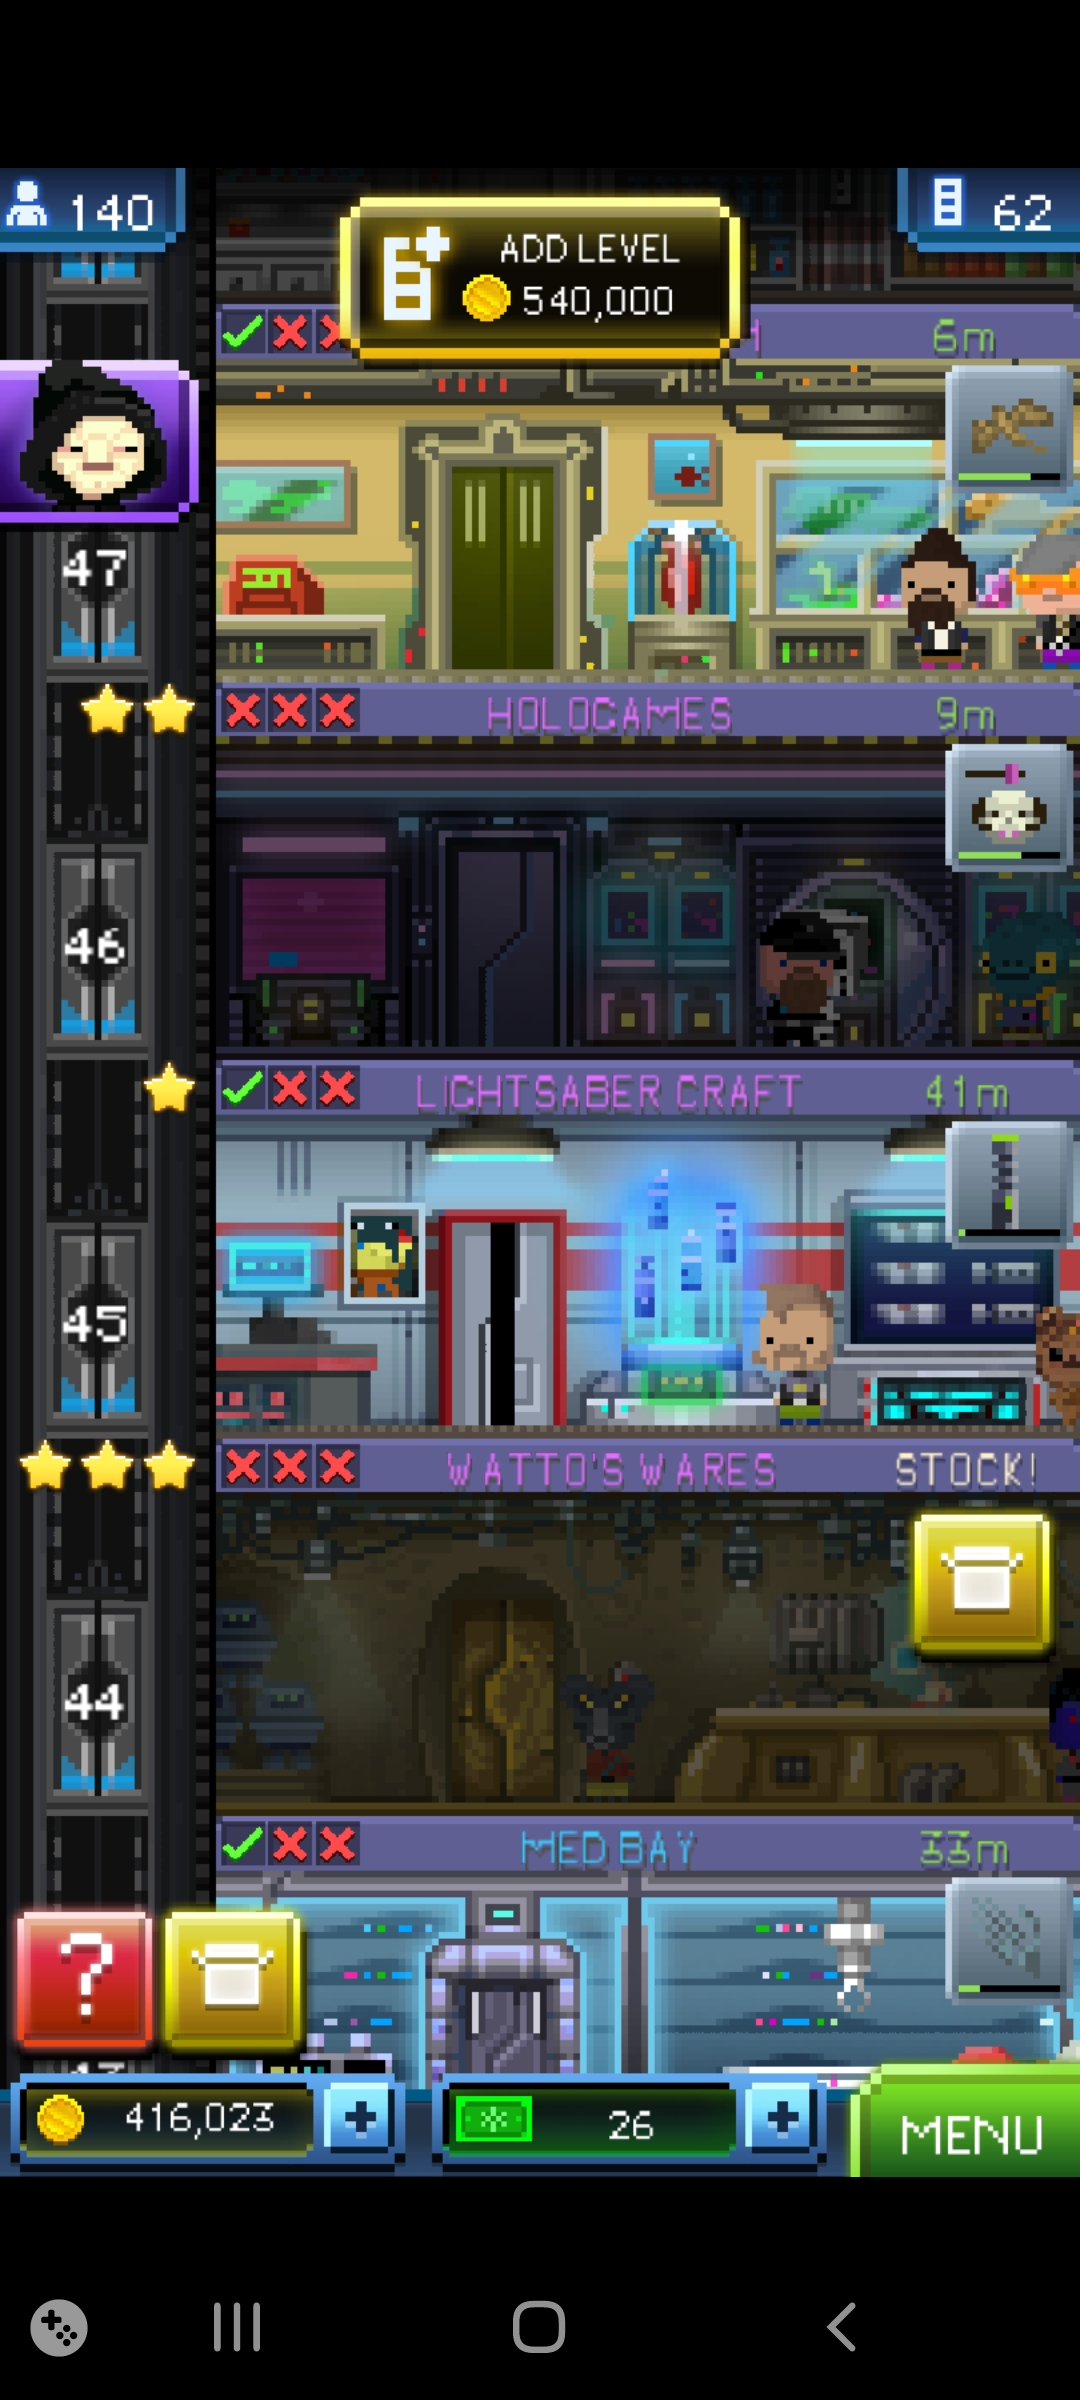 140
62
ADD LEVEL
540,000
6m
47
HOLOGAMES
9m
46
LIGHTSABER CRAFT
41m
45
WATTO'S WARES
STOCK!
44
MED BAY
33m
?
416,023
26
MENU